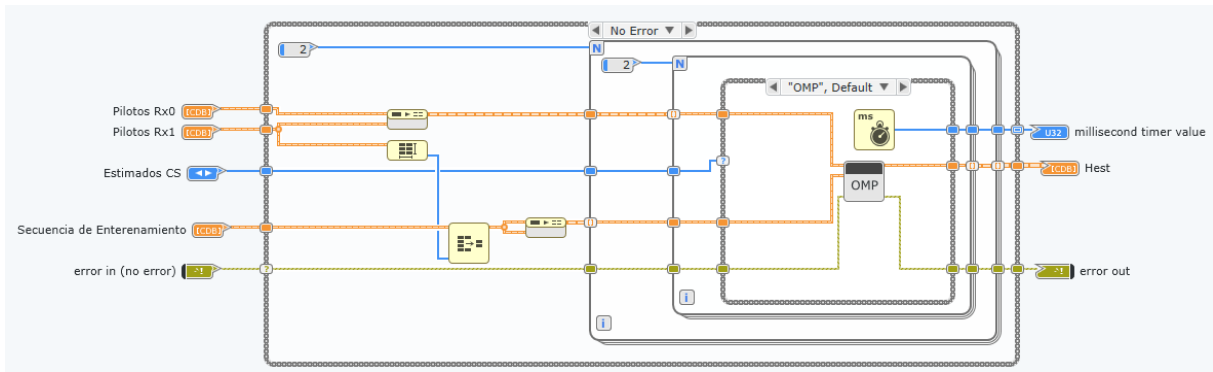 No Error
2
N
2
N
"OMP", Default
Pilotos Rx0 [CDB]
ms
Pilotos Rx1 [CDB]
U32 millisecond timer value
Estimados CS
?
[CDB] Hest
OMP
Secuencia de Enterenamiento [CDB]
error in (no error) ?!
?
?! error out
i
i